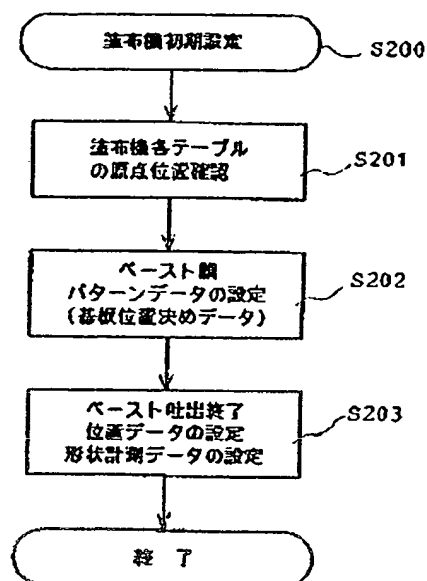 塗布機初期設定
S200
塗布機各テーブル
の原点位置確認
S201
ペースト膜
パターンデータの設定
(基板位置決めデータ)
S202
ペースト吐出終了
位置データの設定
形状計測データの設定
S203
終 了